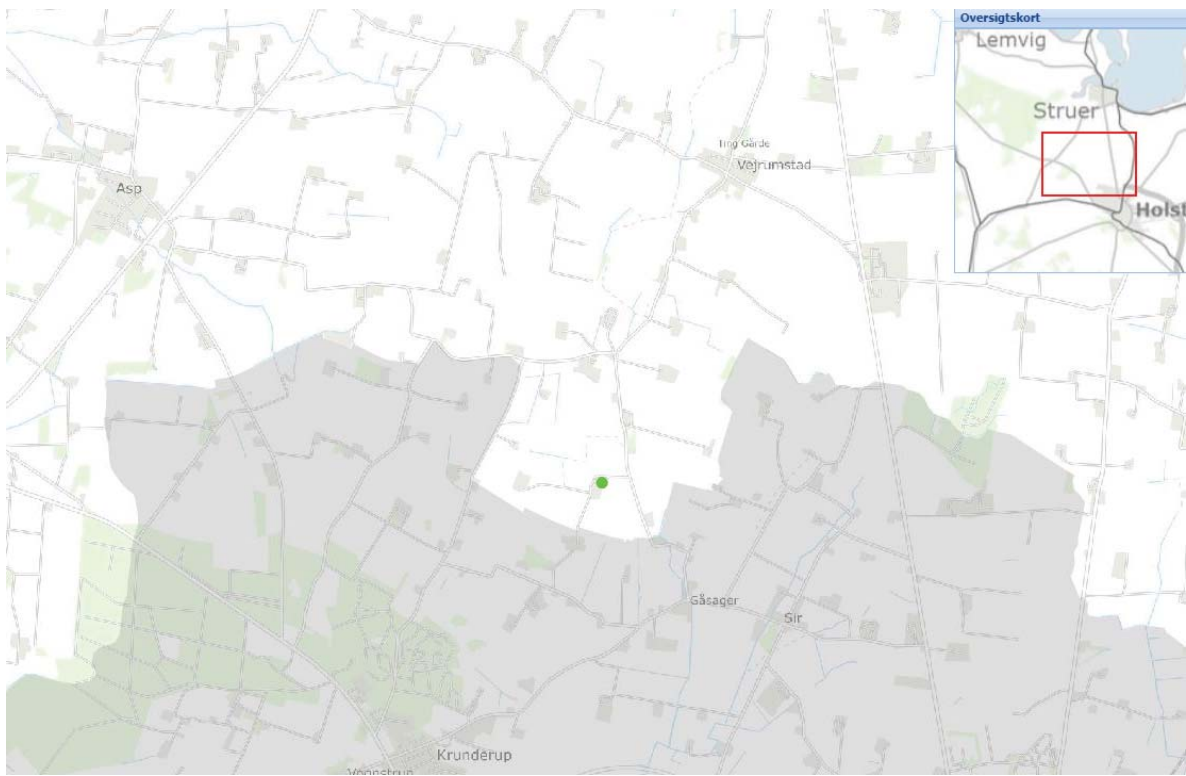 Oversigtskort
Lemvig
Struer
Holst
Ting Gårde
Vejrumstad
Asp
Gåsager
Sir
Krunderup